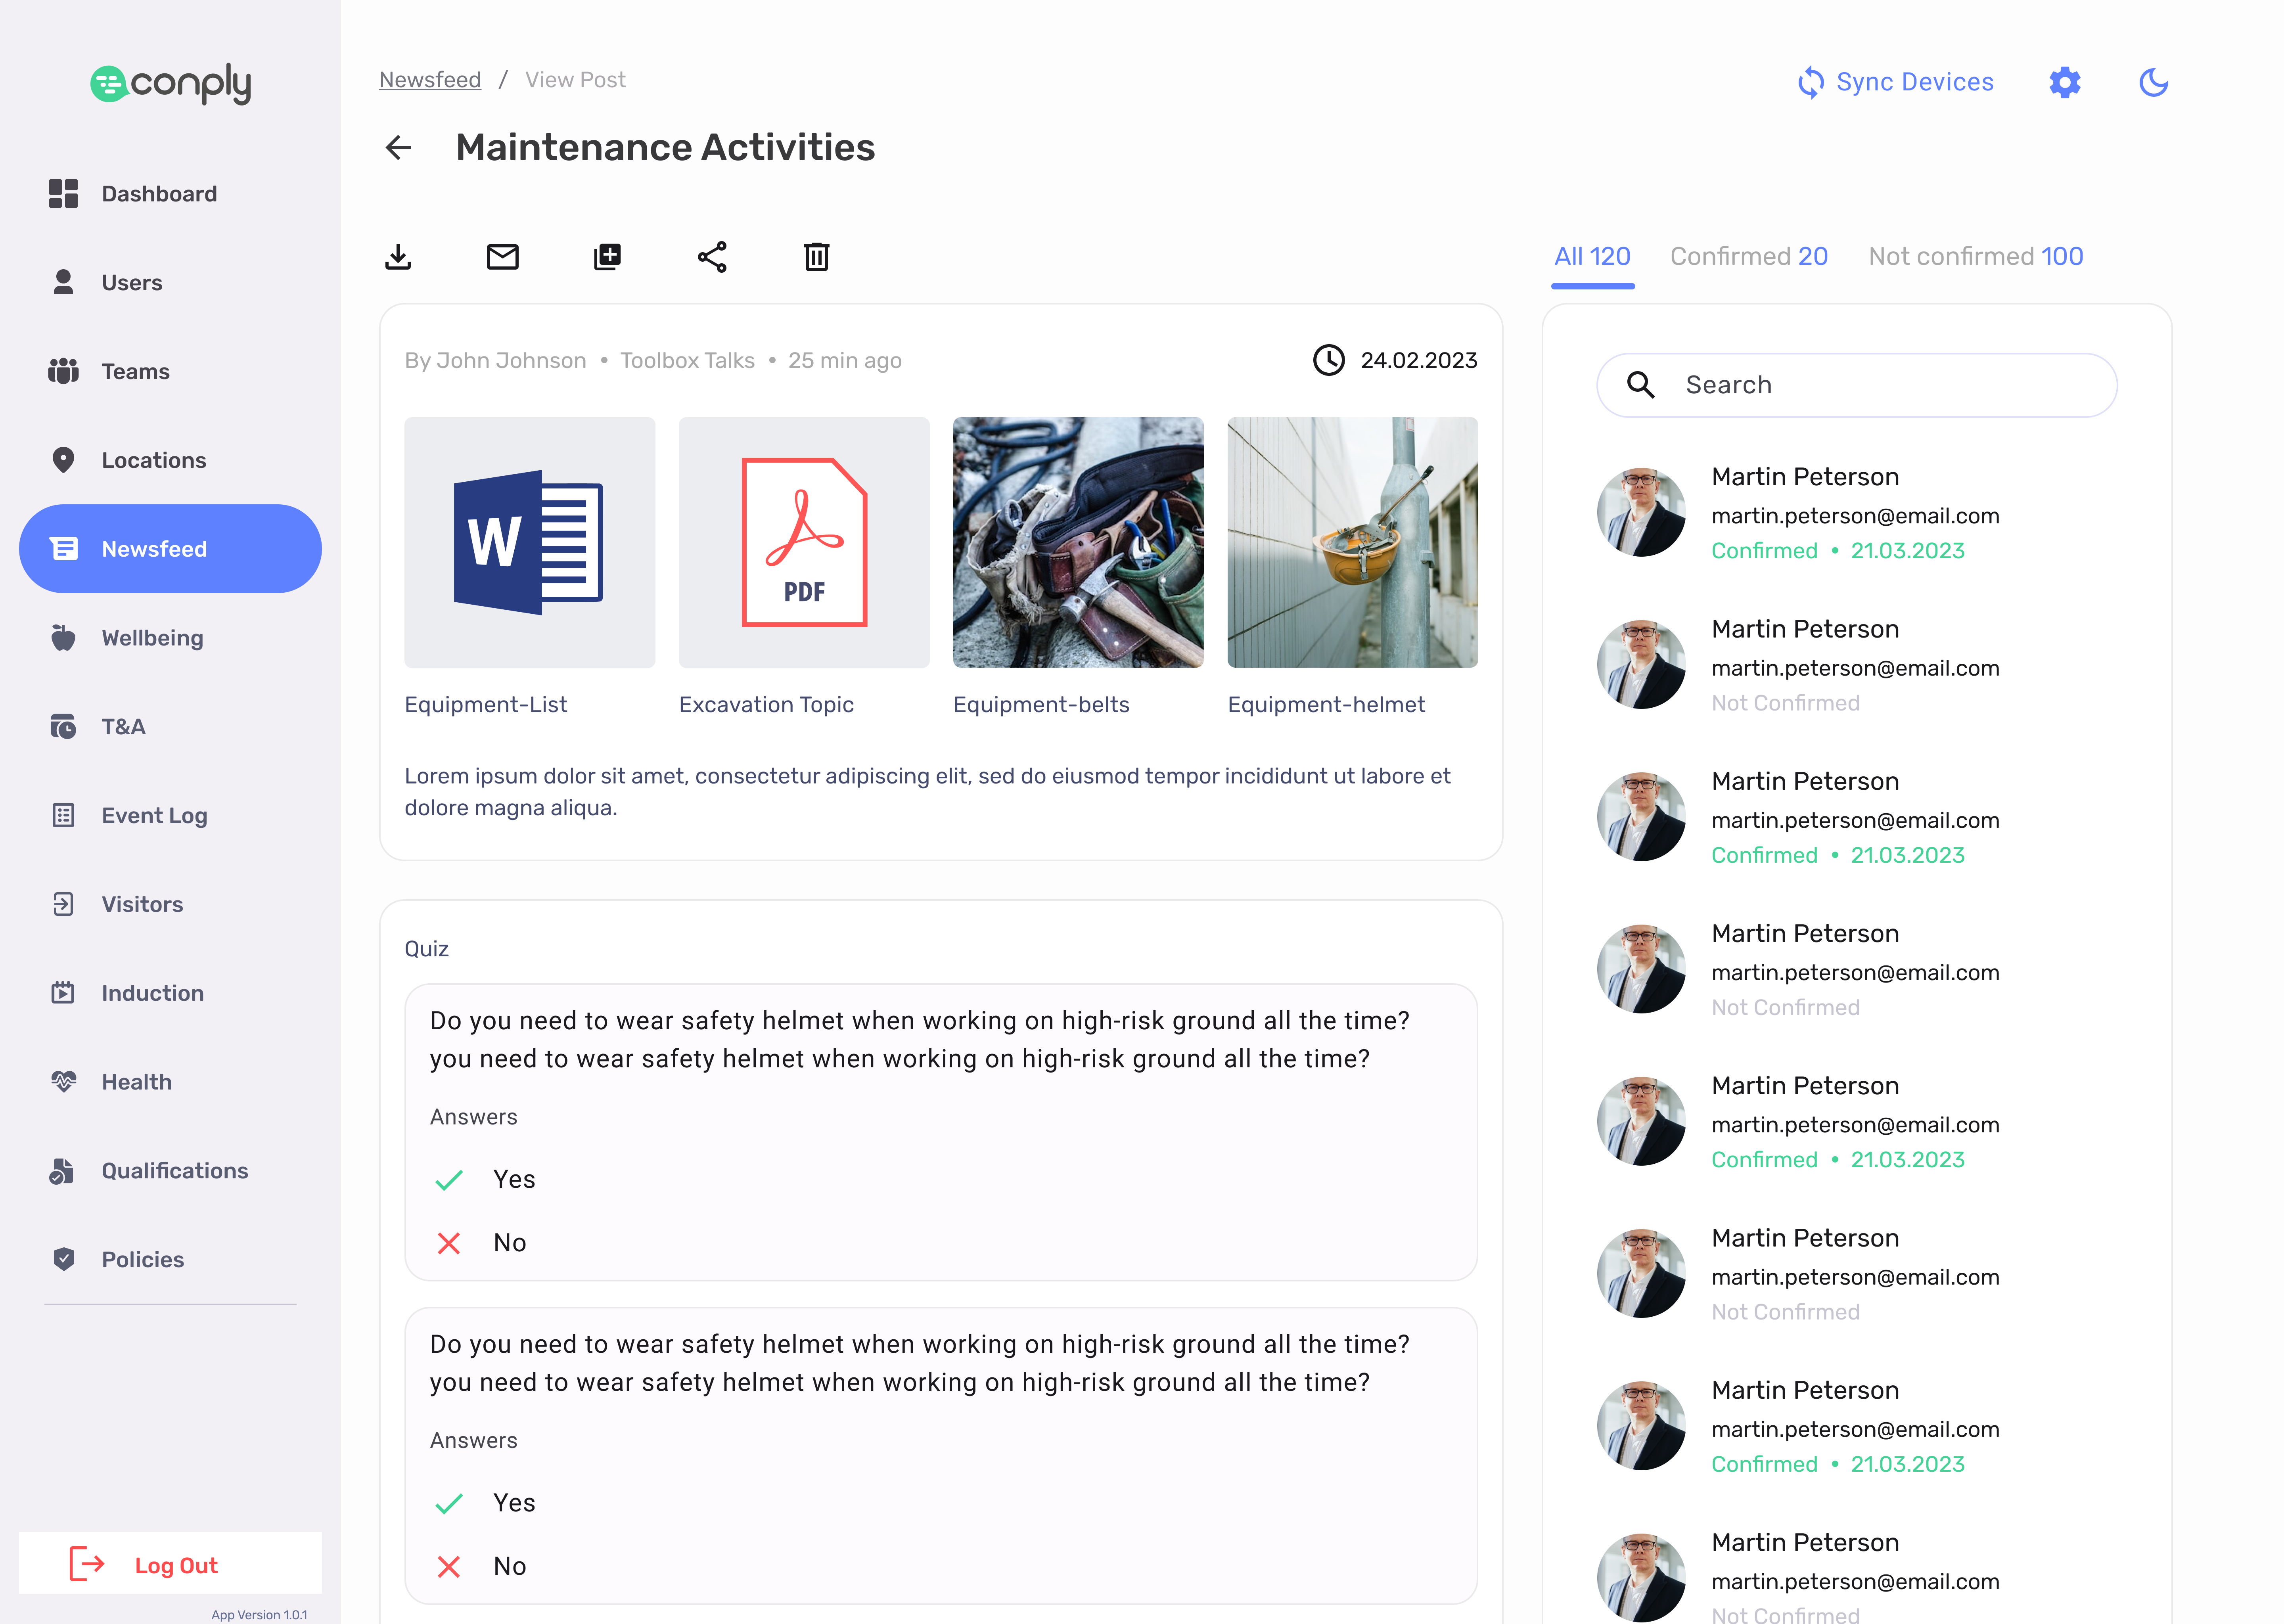 conply
Dashboard
Users
Teams
Locations
Newsfeed
Wellbeing
T&A
Event Log
Visitors
Induction
Health
Qualifications
Policies
Log Out
App Version 1.0.1
Newsfeed / View Post
Sync Devices
Maintenance Activities
By John Johnson • Toolbox Talks • 25 min ago
24.02.2023
W
PDF
Equipment-List
Excavation Topic
Equipment-belts
Equipment-helmet
Lorem ipsum dolor sit amet, consectetur adipiscing elit, sed do eiusmod tempor incididunt ut labore et
dolore magna aliqua.
Quiz
Do you need to wear safety helmet when working on high-risk ground all the time?
you need to wear safety helmet when working on high-risk ground all the time?
Answers
Yes
No
Do you need to wear safety helmet when working on high-risk ground all the time?
you need to wear safety helmet when working on high-risk ground all the time?
Answers
Yes
No
All 120
Confirmed 20
Not confirmed 100
Search
Martin Peterson
martin.peterson@email.com
Confirmed • 21.03.2023
Martin Peterson
martin.peterson@email.com
Not Confirmed
Martin Peterson
martin.peterson@email.com
Confirmed • 21.03.2023
Martin Peterson
martin.peterson@email.com
Not Confirmed
Martin Peterson
martin.peterson@email.com
Confirmed • 21.03.2023
Martin Peterson
martin.peterson@email.com
Not Confirmed
Martin Peterson
martin.peterson@email.com
Confirmed • 21.03.2023
Martin Peterson
martin.peterson@email.com
Not Confirmed